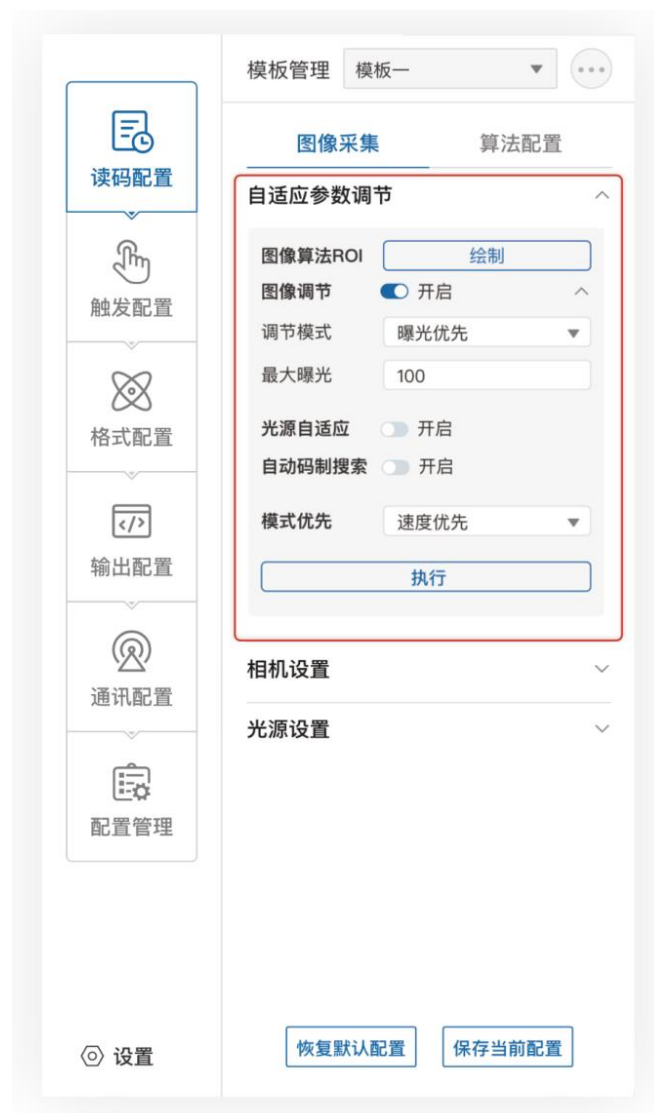 模板管理 模板一
读码配置
触发配置
格式配置
输出配置
通讯配置
配置管理
设置
图像采集 算法配置
自适应参数调节
图像算法ROI 绘制
图像调节 开启
调节模式 曝光优先
最大曝光 100
光源自适应 开启
自动码制搜索 开启
模式优先 速度优先
执行
相机设置
光源设置
恢复默认配置 保存当前配置